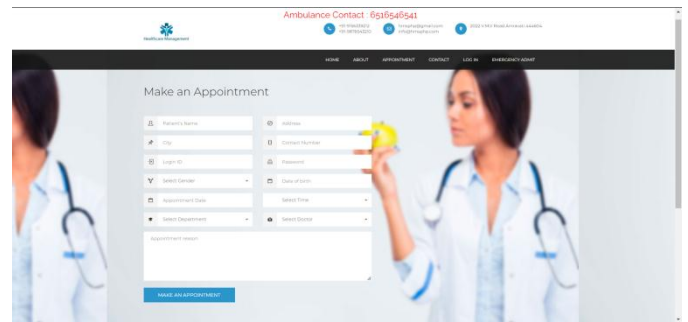 Ambulance Contact : 6516546541
Healthcare Management
HOME ABOUT APPOINTMENT CONTACT LOG IN EMERGENCY ADMIT
Make an Appointment
Patient's Name
Address
City
Contact Number
Login ID
Password
Select Gender
Date of birth
Appointment Date
Select Time
Select Department
Select Doctor
Appointment reason
MAKE AN APPOINTMENT